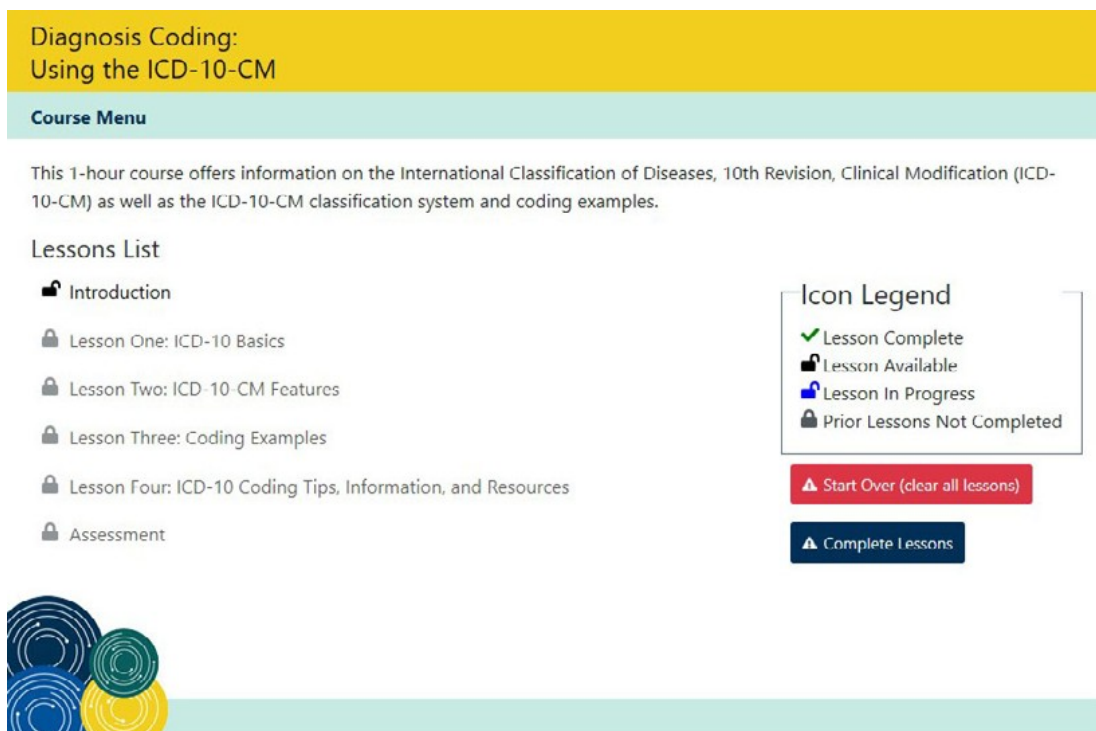 Diagnosis Coding:
Using the ICD-10-CM
Course Menu
This 1-hour course offers information on the International Classification of Diseases, 10th Revision, Clinical Modification (ICD-
10-CM) as well as the ICD-10-CM classification system and coding examples.
Lessons List
Introduction
Lesson One: ICD-10 Basics
Lesson Two: ICD-10-CM Features
Lesson Three: Coding Examples
Lesson Four: ICD-10 Coding Tips, Information, and Resources
Assessment
Icon Legend
Lesson Complete
Lesson Available
Lesson In Progress
Prior Lessons Not Completed
Start Over (clear all lessons)
Complete Lessons